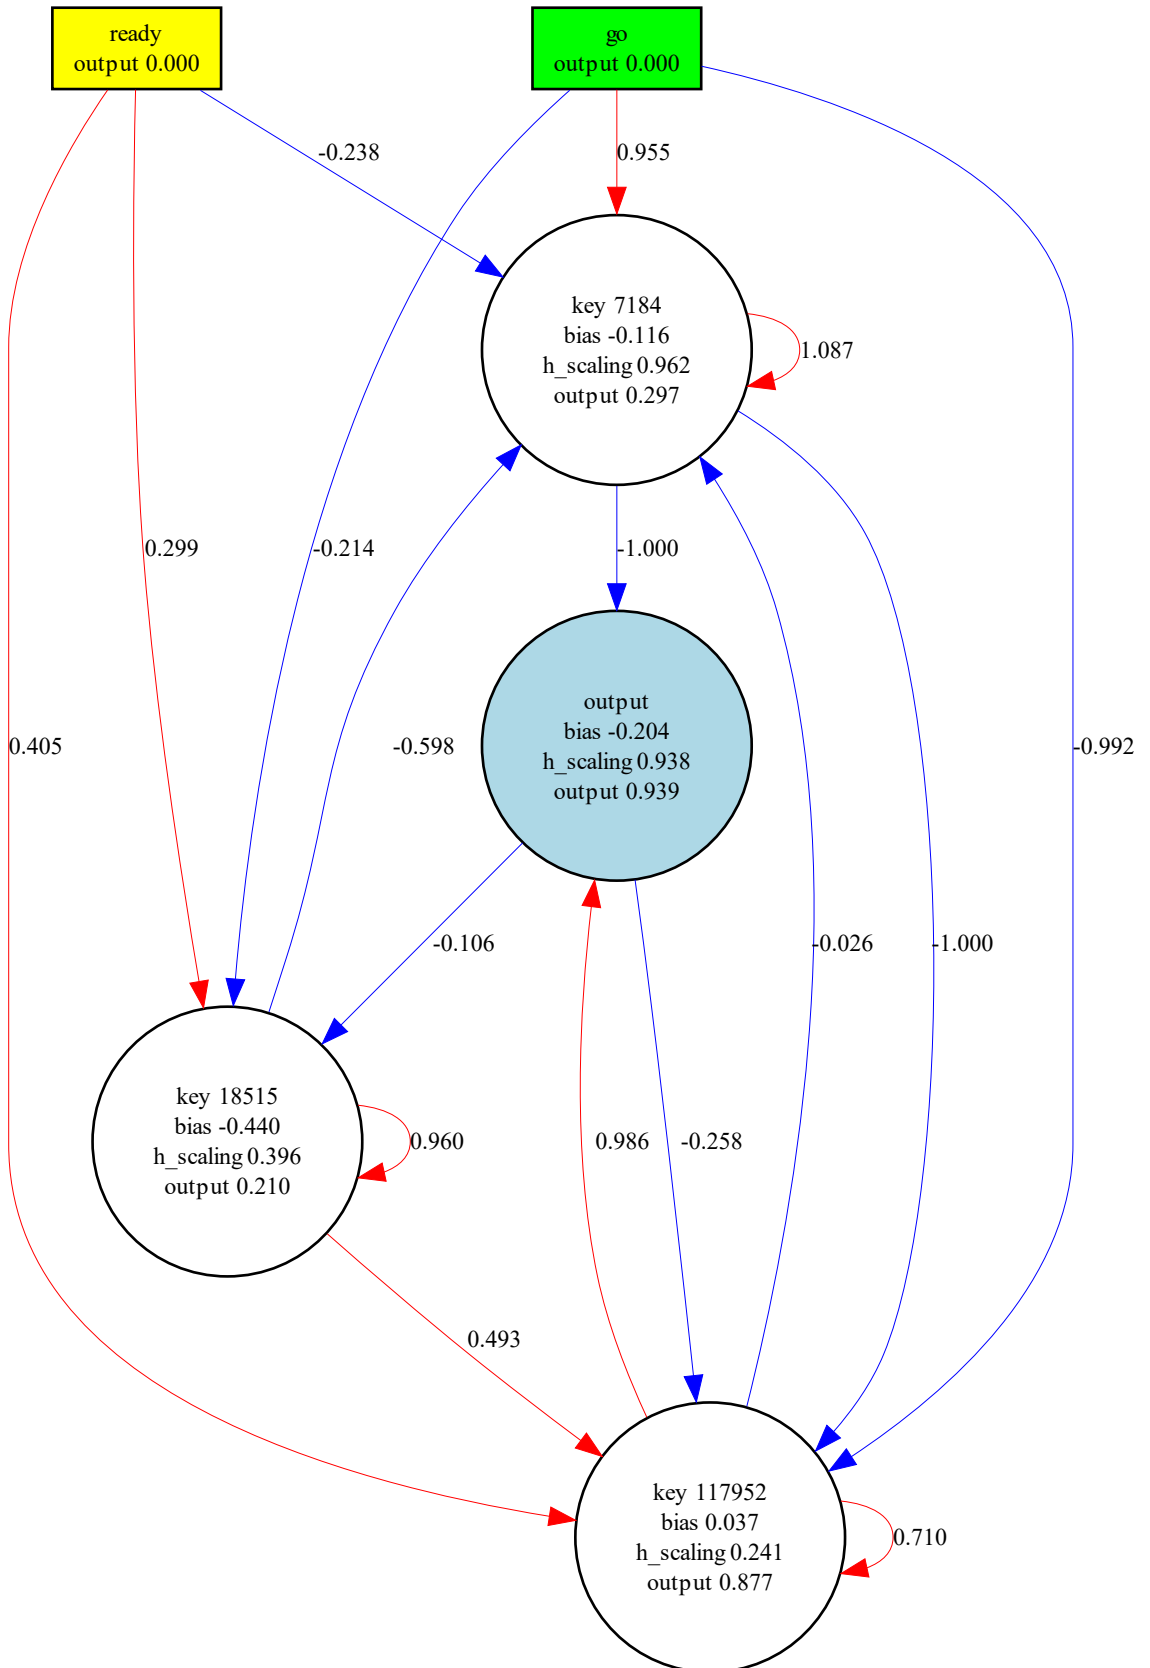 ready
output 0.000
go
output 0.000
-0.238
0.955
key 7184
bias -0.116
h_scaling 0.962
output 0.297
1.087
0.299
-0.214
-1.000
output
bias -0.204
h_scaling 0.938
output 0.939
0.405
-0.598
-0.992
-0.106
-0.026
-1.000
key 18515
bias -0.440
h_scaling 0.396
output 0.210
0.960
0.986
-0.258
0.493
key 117952
bias 0.037
h_scaling 0.241
output 0.877
0.710